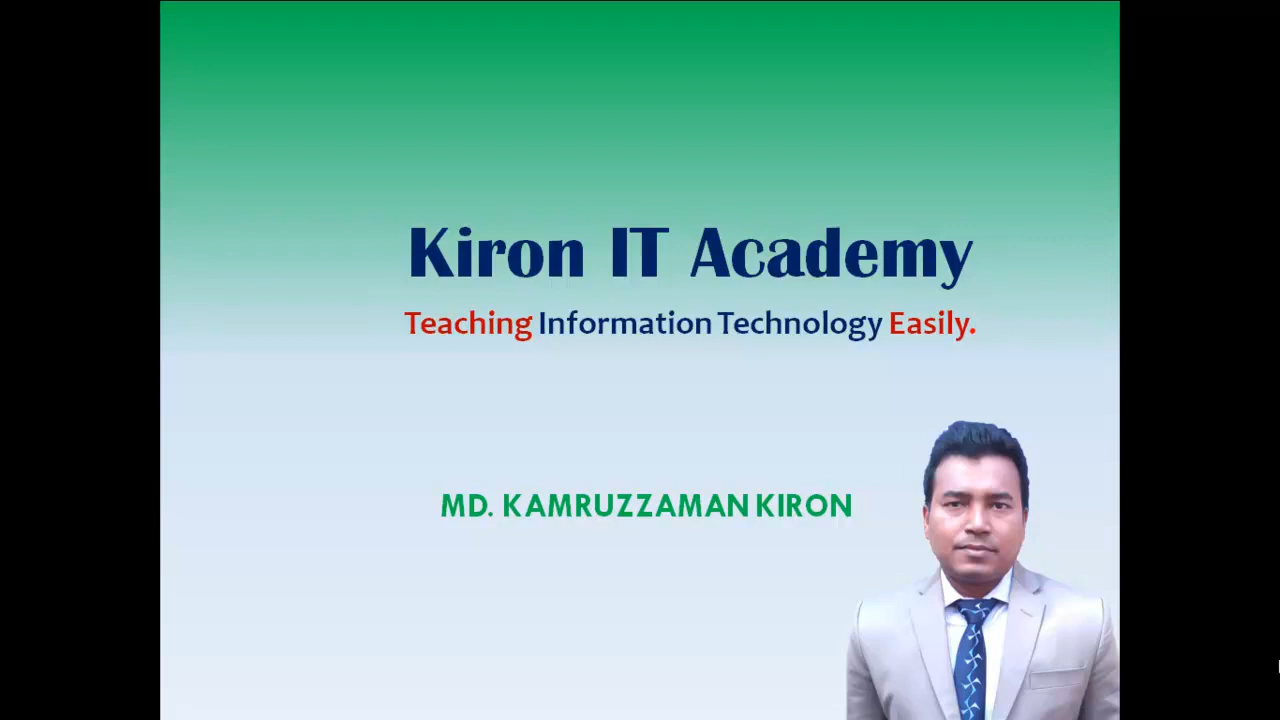 Kiron IT Academy
Teaching Information Technology Easily.
MD. KAMRUZZAMAN KIRON